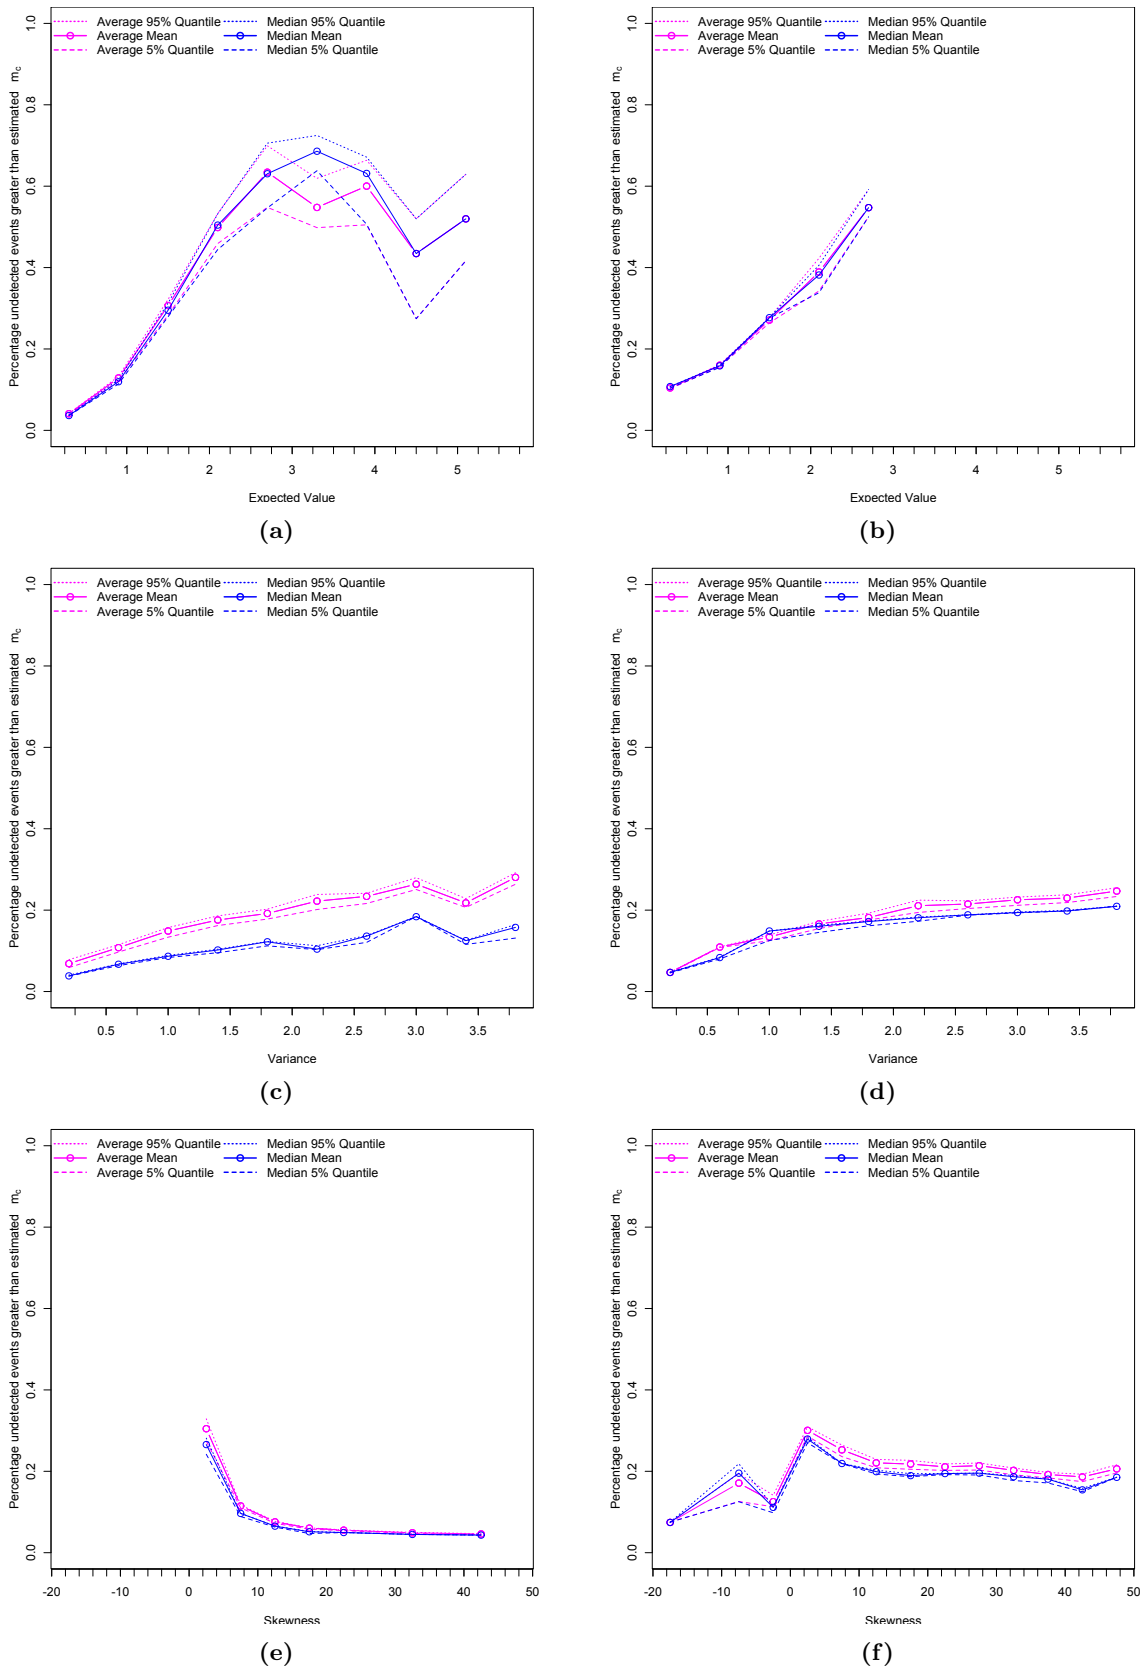 Average 95% Quantile Median 95% Quantile
Average Mean Median Mean
Average 5% Quantile Median 5% Quantile
Percentage undetected events greater than estimated mc
0.0 0.2 0.4 0.6 0.8 1.0
1 2 3 4 5
Expected Value
(a)
Average 95% Quantile Median 95% Quantile
Average Mean Median Mean
Average 5% Quantile Median 5% Quantile
Percentage undetected events greater than estimated mc
0.0 0.2 0.4 0.6 0.8 1.0
1 2 3 4 5
Expected Value
(b)
Average 95% Quantile Median 95% Quantile
Average Mean Median Mean
Average 5% Quantile Median 5% Quantile
Percentage undetected events greater than estimated mc
0.0 0.2 0.4 0.6 0.8 1.0
0.5 1.0 1.5 2.0 2.5 3.0 3.5
Variance
(c)
Average 95% Quantile Median 95% Quantile
Average Mean Median Mean
Average 5% Quantile Median 5% Quantile
Percentage undetected events greater than estimated mc
0.0 0.2 0.4 0.6 0.8 1.0
0.5 1.0 1.5 2.0 2.5 3.0 3.5
Variance
(d)
Average 95% Quantile Median 95% Quantile
Average Mean Median Mean
Average 5% Quantile Median 5% Quantile
Percentage undetected events greater than estimated mc
0.0 0.2 0.4 0.6 0.8 1.0
-20 -10 0 10 20 30 40 50
Skewness
(e)
Average 95% Quantile Median 95% Quantile
Average Mean Median Mean
Average 5% Quantile Median 5% Quantile
Percentage undetected events greater than estimated mc
0.0 0.2 0.4 0.6 0.8 1.0
-20 -10 0 10 20 30 40 50
Skewness
(f)